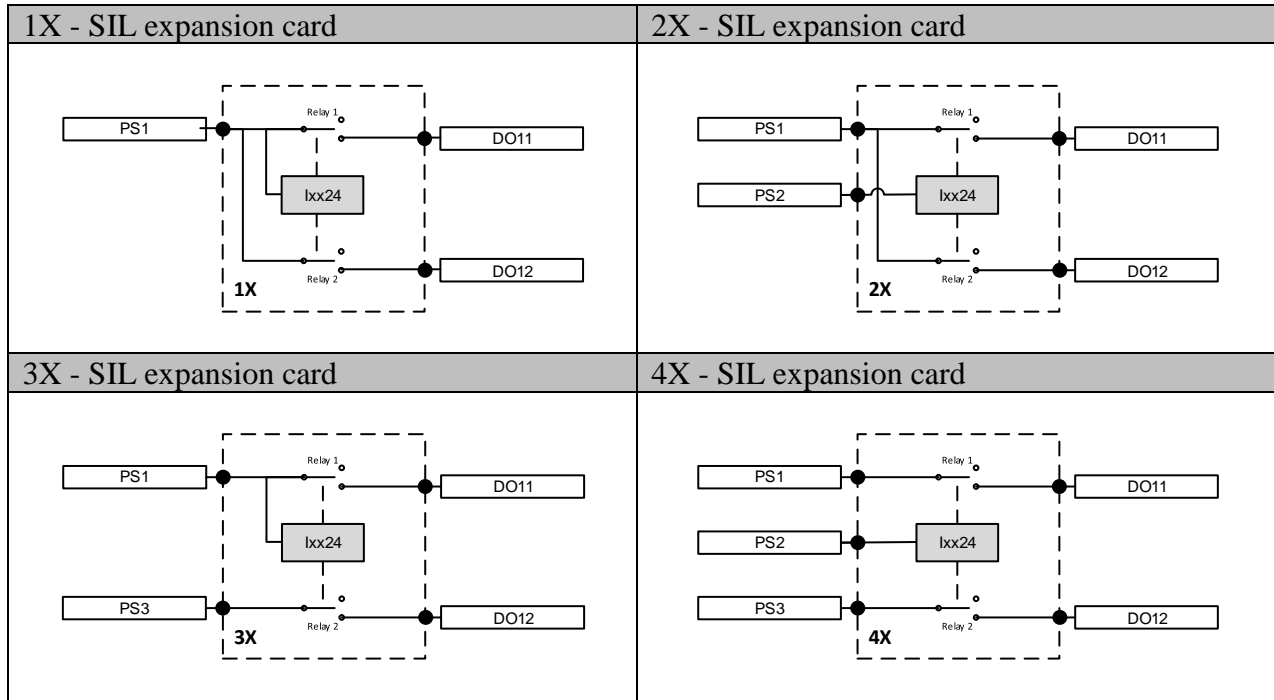 1X - SIL expansion card
2X - SIL expansion card
Relay 1
PS1
DO11
Ixx24
DO12
Relay 2
1X
Relay 1
PS1
DO11
PS2
Ixx24
DO12
Relay 2
2X
3X - SIL expansion card
4X - SIL expansion card
Relay 1
PS1
DO11
Ixx24
PS3
DO12
Relay 2
3X
Relay 1
PS1
DO11
PS2
Ixx24
PS3
DO12
Relay 2
4X